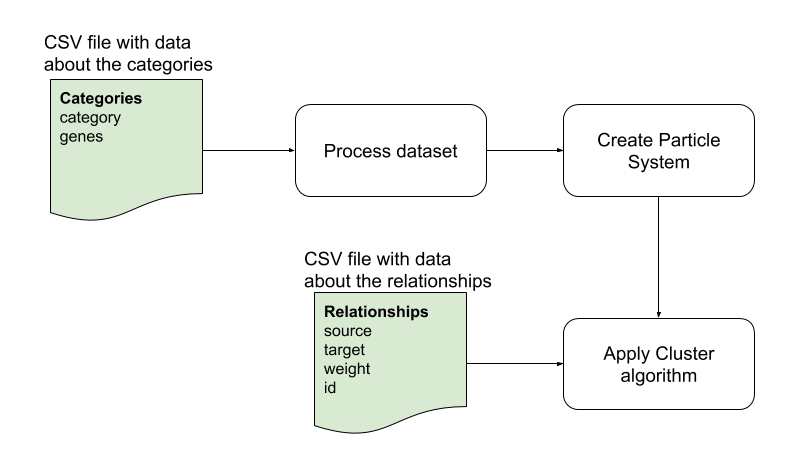 CSV file with data
about the categories
Categories
category
genes
Process dataset
Create Particle
System
CSV file with data
about the relationships
Relationships
source
target
weight
id
Apply Cluster
algorithm